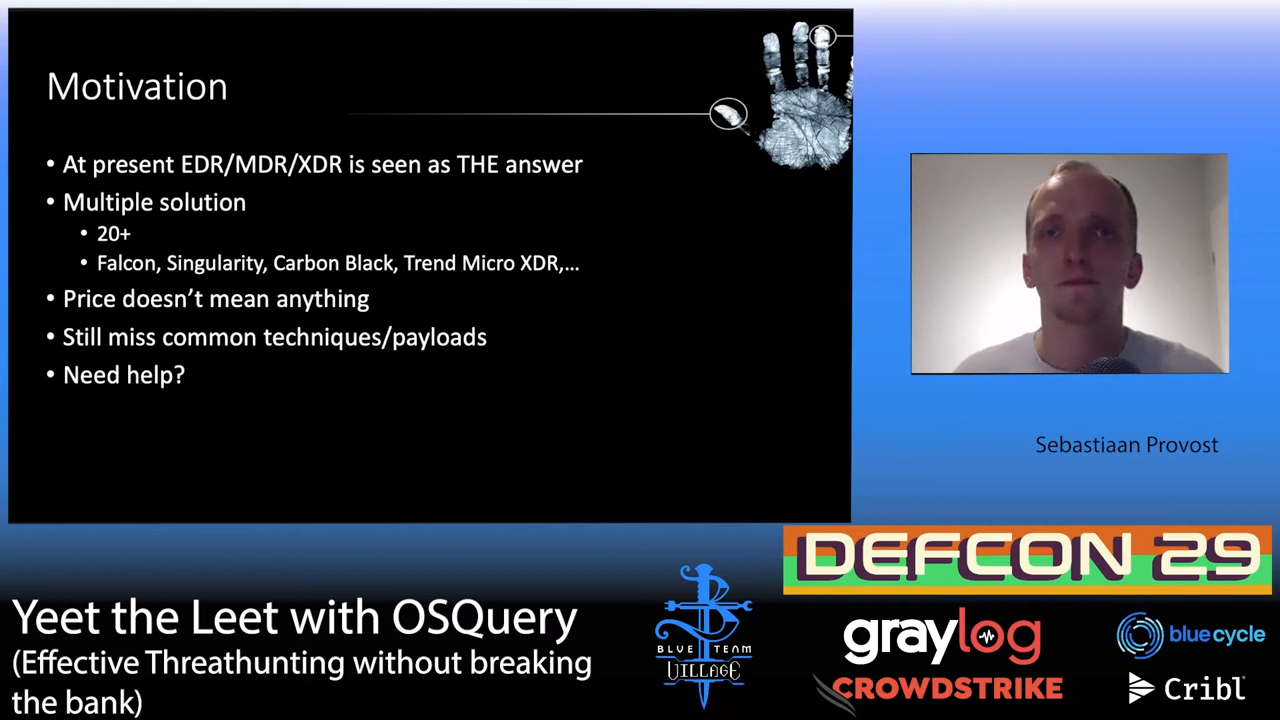 Motivation
• At present EDR/MDR/XDR is seen as THE answer
• Multiple solution
• 20+
• Falcon, Singularity, Carbon Black, Trend Micro XDR,...
• Price doesn't mean anything
• Still miss common techniques/payloads
• Need help?
Sebastiaan Provost
DEFCON 29
Yeet the Leet with OSQuery
(Effective Threathunting without breaking
the bank)
BLUE TEAM
VILLAGE
graylog
blue cycle
CROWDSTRIKE
Cribl